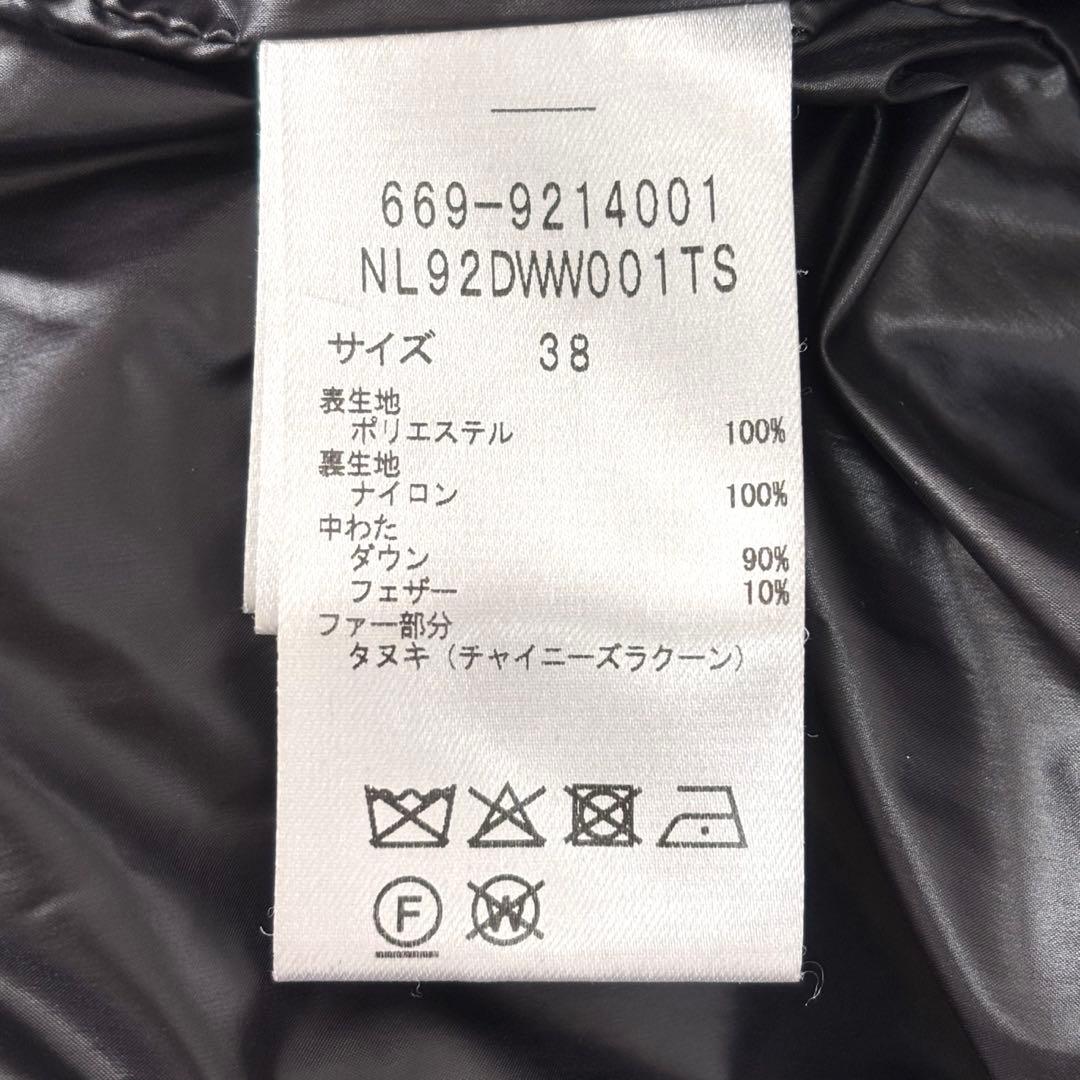 669-9214001
NL92DWW001TS
サイズ 38
表生地
ポリエステル 100%
裏生地
ナイロン 100%
中わた
ダウン 90%
フェザー 10%
ファー部分
タヌキ(チャイニーズラクーン)
F W